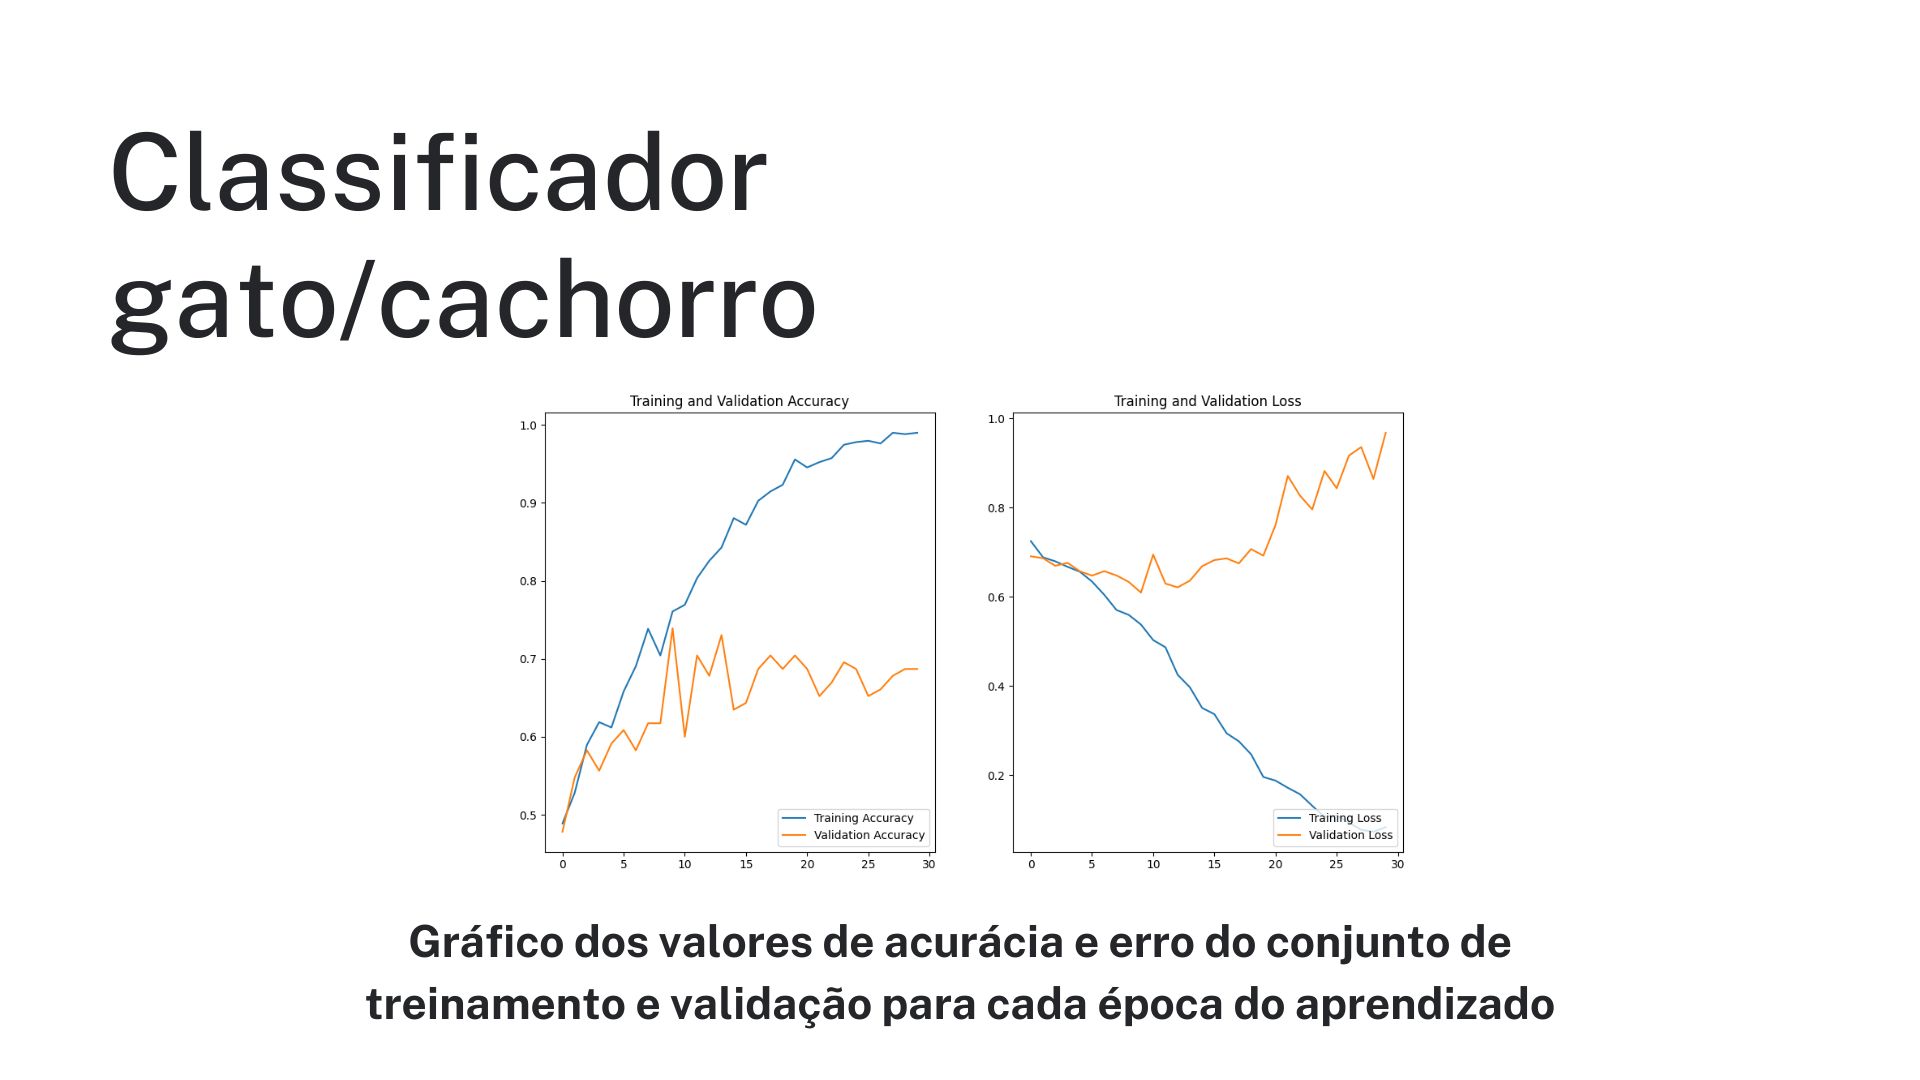 Classificador
gato/cachorro
Training and Validation Accuracy
1.0
0.9
0.8
0.7
0.6
0.5
0 5 10 15 20 25 30
Training Accuracy
Validation Accuracy
Training and Validation Loss
1.0
0.8
0.6
0.4
0.2
0 5 10 15 20 25 30
Training Loss
Validation Loss
Gráfico dos valores de acurácia e erro do conjunto de
treinamento e validação para cada época do aprendizado